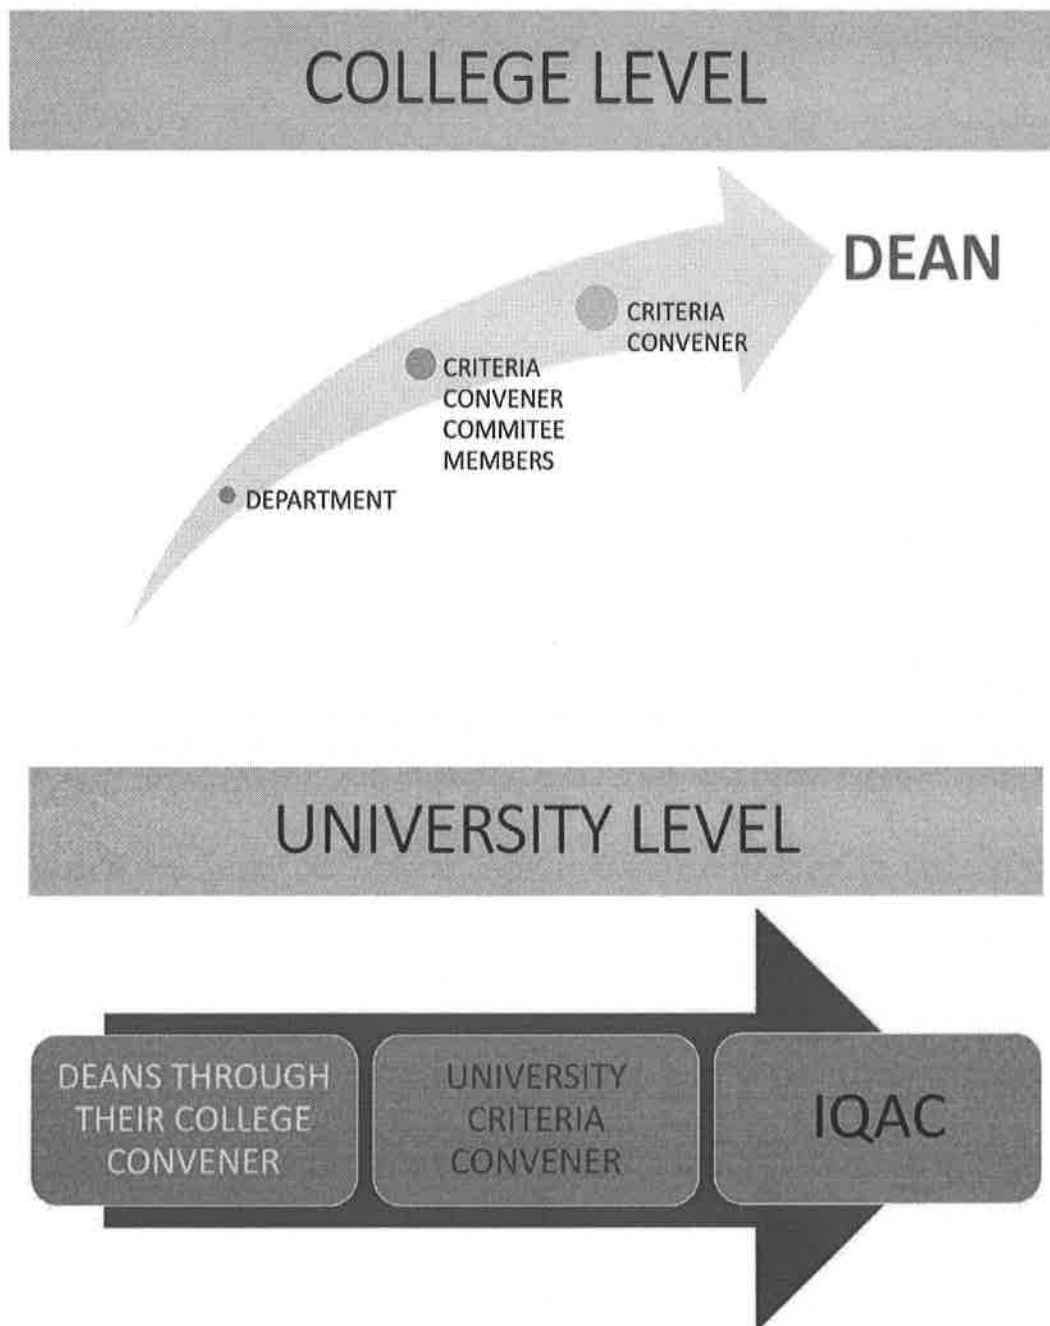 COLLEGE LEVEL
DEAN
CRITERIA
CONVENER
CRITERIA
CONVENER
COMMITEE
MEMBERS
DEPARTMENT
UNIVERSITY LEVEL
DEANS THROUGH
THEIR COLLEGE
CONVENER
UNIVERSITY
CRITERIA
CONVENER
IQAC